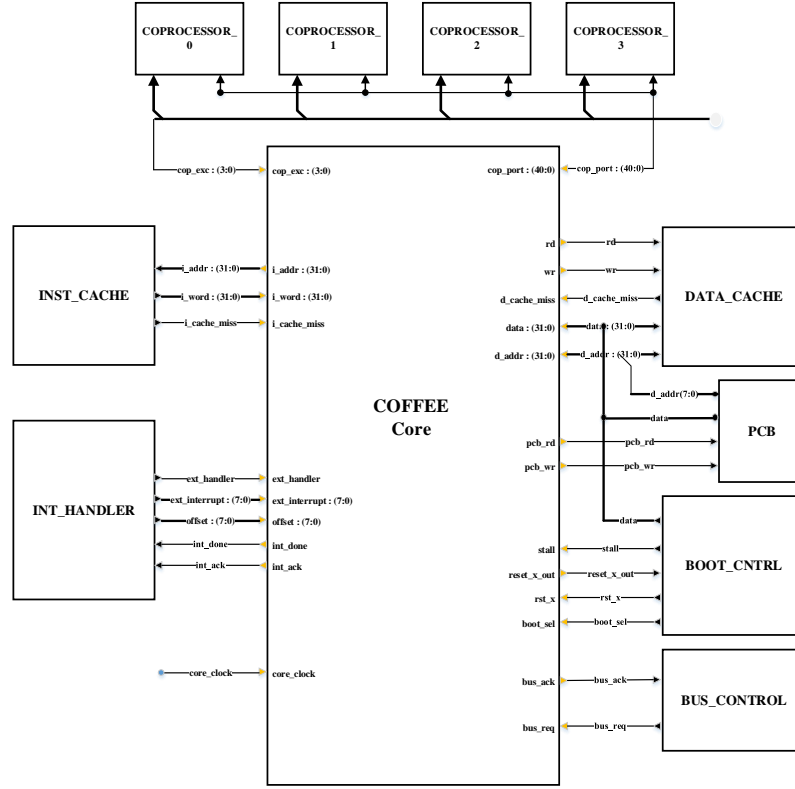 COPROCESSOR_
0
COPROCESSOR_
1
COPROCESSOR_
2
COPROCESSOR_
3
cop_exc : (3:0)
cop_exc : (3:0)
cop_port : (40:0)
cop_port : (40:0)
INST_CACHE
i_addr : (31:0)
i_addr : (31:0)
i_word : (31:0)
i_word : (31:0)
i_cache_miss
i_cache_miss
rd
rd
wr
wr
d_cache_miss
d_cache_miss
data : (31:0)
data : (31:0)
d_addr : (31:0)
d_addr : (31:0)
DATA_CACHE
COFFEE
Core
d_addr(7:0)
data
pcb_rd
pcb_rd
pcb_wr
pcb_wr
PCB
INT_HANDLER
ext_handler
ext_handler
ext_interrupt : (7:0)
ext_interrupt : (7:0)
offset : (7:0)
offset : (7:0)
int_done
int_done
int_ack
int_ack
data
stall
stall
reset_x_out
reset_x_out
rst_x
rst_x
boot_sel
boot_sel
BOOT_CNTRL
core_clock
core_clock
bus_ack
bus_ack
bus_req
bus_req
BUS_CONTROL